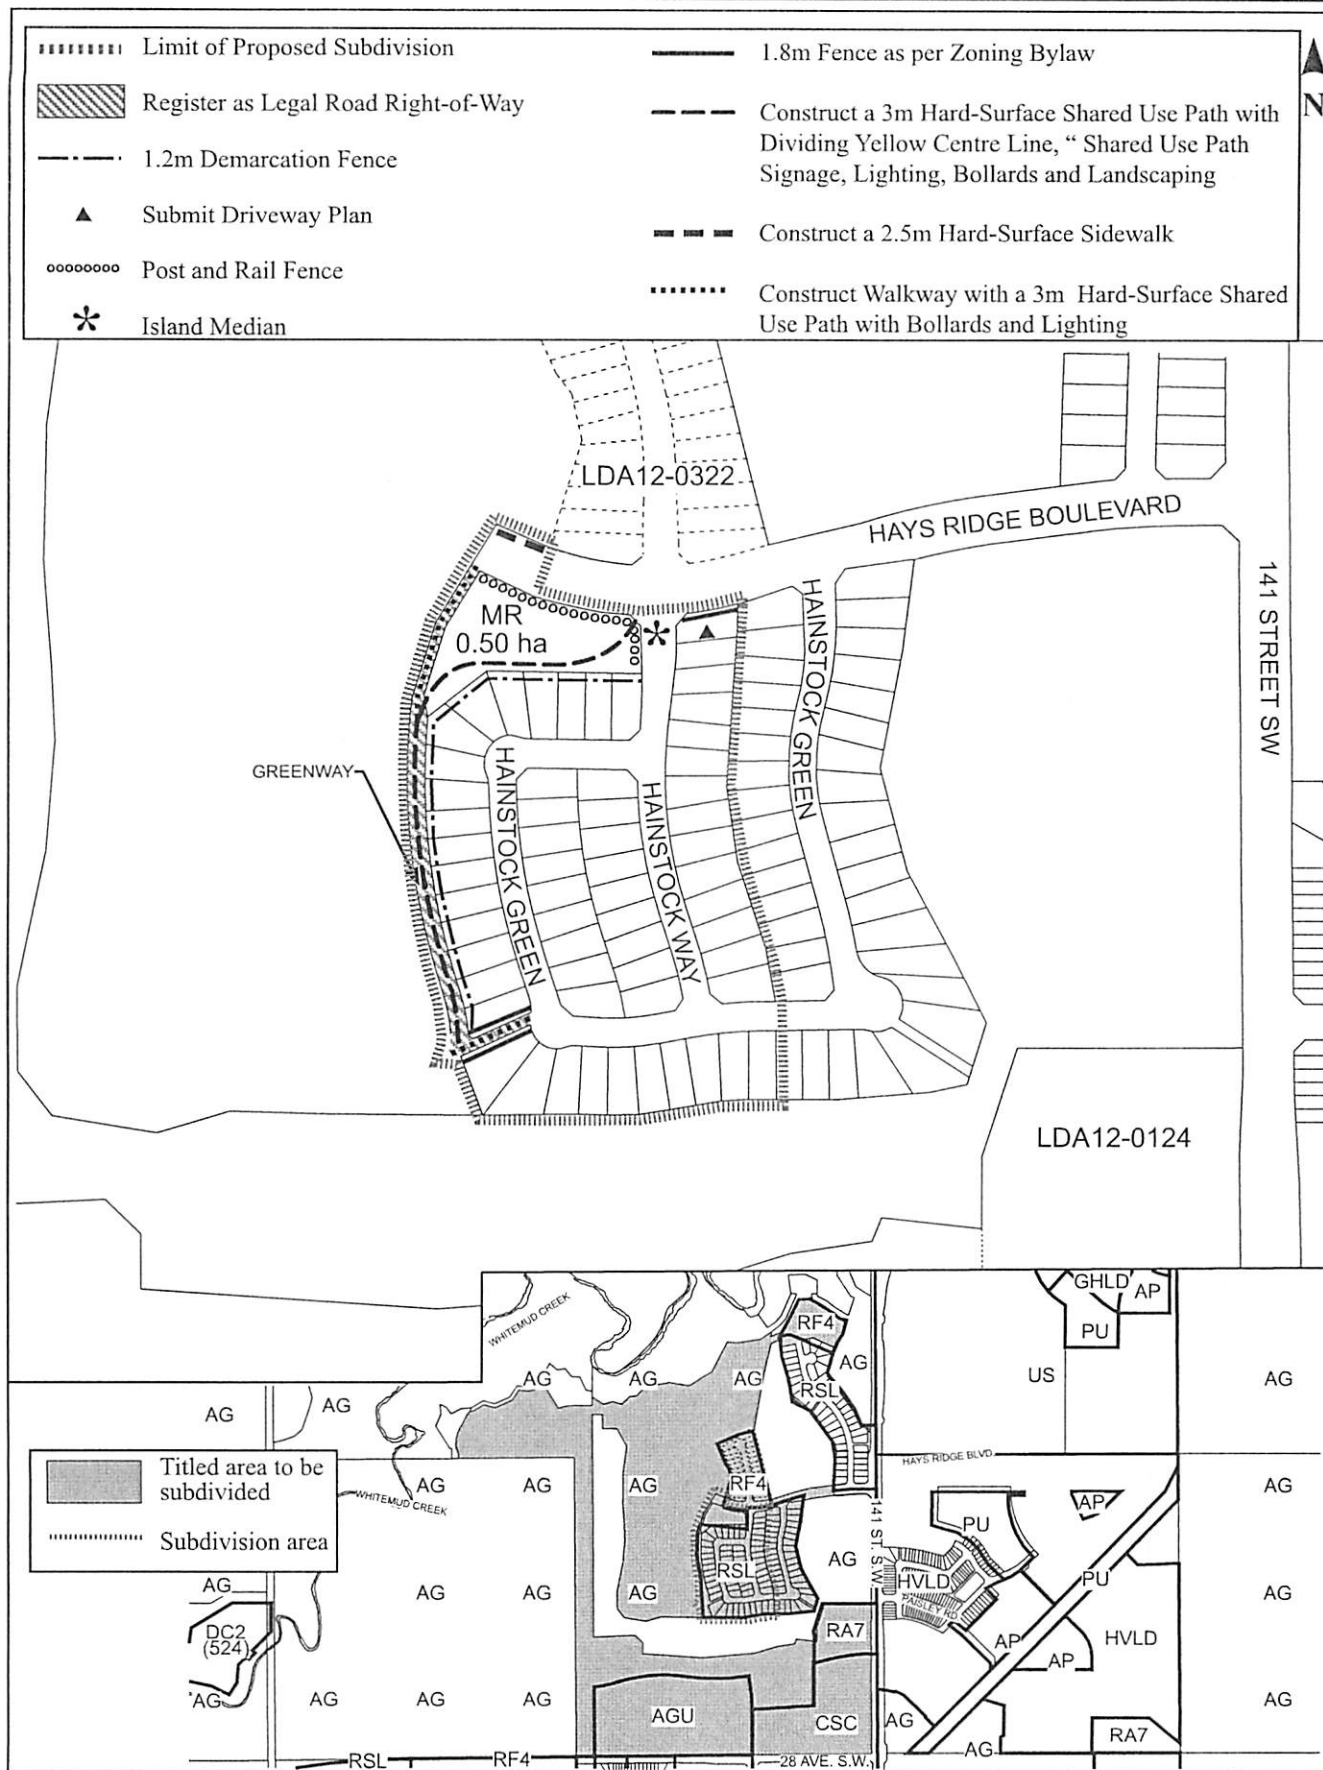 Limit of Proposed Subdivision
Register as Legal Road Right-of-Way
1.2m Demarcation Fence
Submit Driveway Plan
Post and Rail Fence
Island Median
1.8m Fence as per Zoning Bylaw
Construct a 3m Hard-Surface Shared Use Path with
Dividing Yellow Centre Line, “ Shared Use Path
Signage, Lighting, Bollards and Landscaping
Construct a 2.5m Hard-Surface Sidewalk
Construct Walkway with a 3m Hard-Surface Shared
Use Path with Bollards and Lighting
N
LDA12-0322
HAYS RIDGE BOULEVARD
141 STREET SW
MR
0.50 ha
HAINSTOCK GREEN
GREENWAY
HAINSTOCK GREEN
HAINSTOCK WAY
LDA12-0124
WHITEMUD CREEK
GHLD
AP
PU
RF4
AG
US
AG
AG
AG
AG
RSL
AG
AG
HAYS RIDGE BLVD.
Titled area to be
subdivided
Subdivision area
WHITEMUD CREEK
AG
AG
AG
RF4
AG
AP
141 ST. S.W.
PU
AG
RSL
AG
HVLD
PAISLEY RD
PU
AG
AG
AG
AG
AG
DC2
(524)
RA7
AP
AP
HVLD
AG
AG
AG
AG
AGU
CSC
AG
AG
RA7
AG
RSL
RF4
28 AVE. S.W.